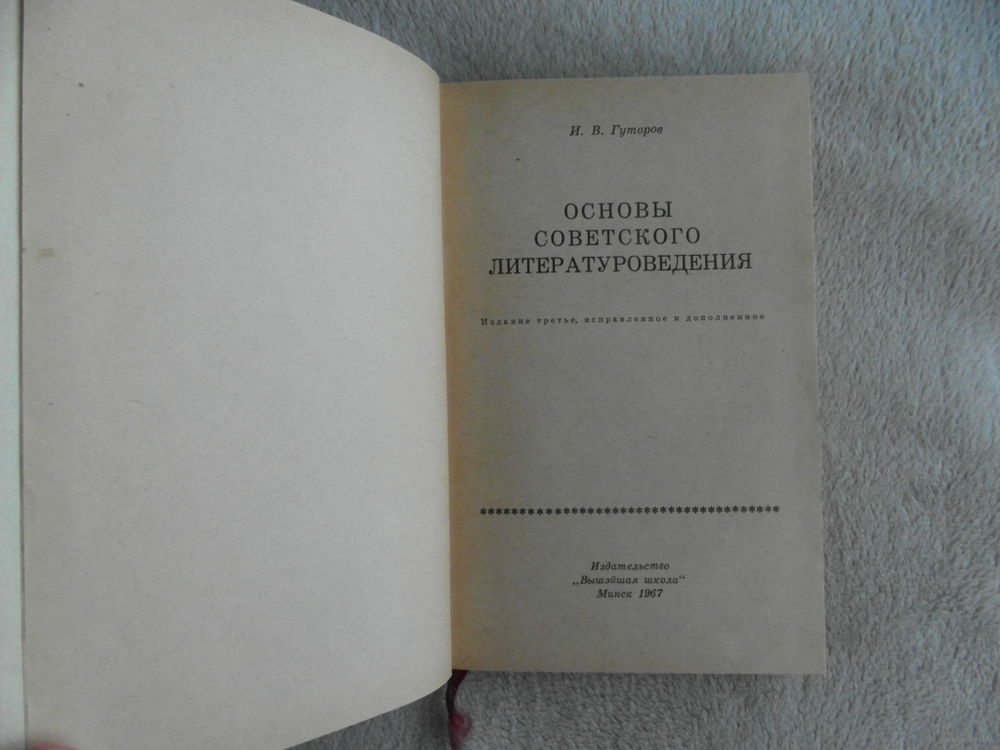 И. В. Гуторов
ОСНОВЫ
СОВЕТСКОГО
ЛИТЕРАТУРОВЕДЕНИЯ
Издание третье, исправленное и дополненное
Издательство
„Вышэйшая школа“
Минск 1967